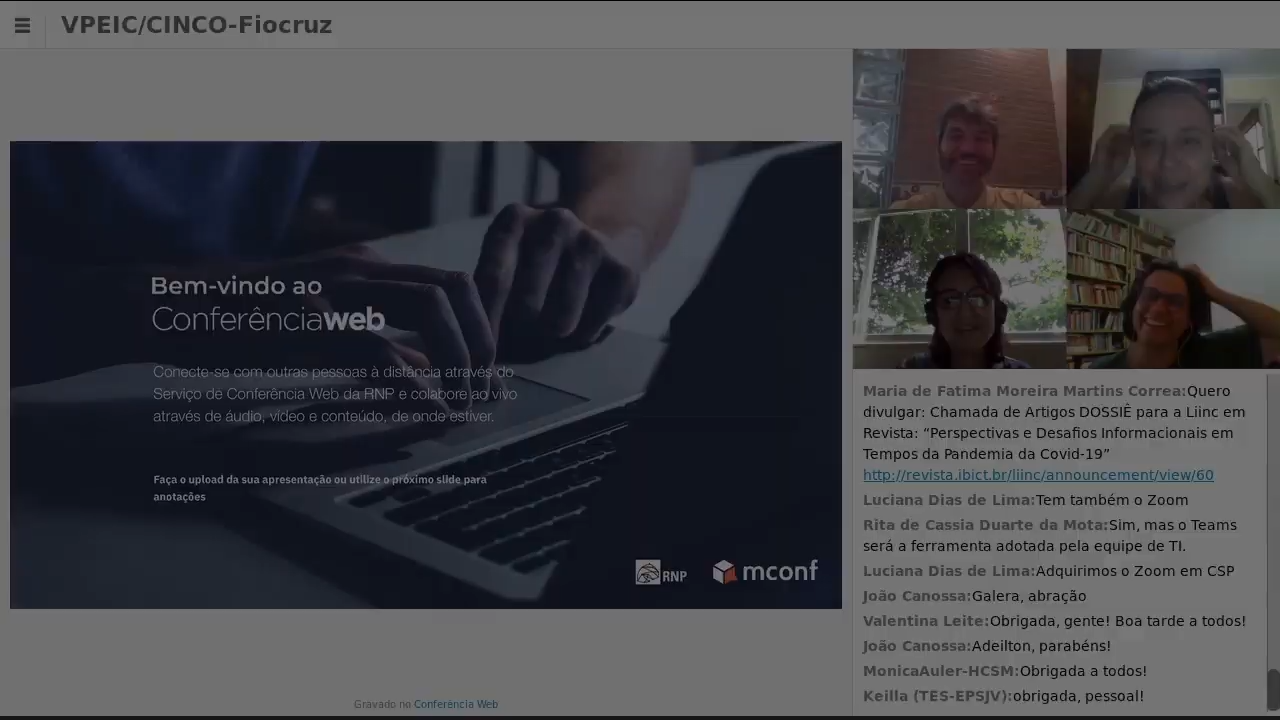 VPEIC/CINCO-Fiocruz
Bem-vindo ao
Conferênciaweb
Conecte-se com outras pessoas à distância através do
Serviço de Conferência Web da RNP e colabore ao vivo
através de áudio, vídeo e conteúdo, de onde estiver.
Faça o upload da sua apresentação ou utilize o próximo slide para
anotações
RNP
mconf
Gravado no Conferência Web
Maria de Fatima Moreira Martins Correa:Quero
divulgar: Chamada de Artigos DOSSIÊ para a Liinc em
Revista: “Perspectivas e Desafios Informacionais em
Tempos da Pandemia da Covid-19”
http://revista.ibict.br/liinc/announcement/view/60
Luciana Dias de Lima:Tem também o Zoom
Rita de Cassia Duarte da Mota:Sim, mas o Teams
será a ferramenta adotada pela equipe de TI.
Luciana Dias de Lima:Adquirimos o Zoom em CSP
João Canossa:Galera, abração
Valentina Leite:Obrigada, gente! Boa tarde a todos!
João Canossa:Adeilton, parabéns!
MonicaAuler-HCSM:Obrigada a todos!
Keilla (TES-EPSJV):obrigada, pessoal!